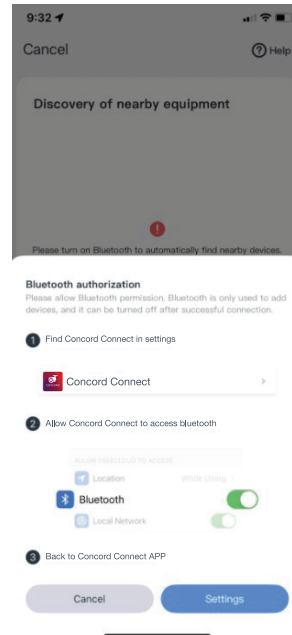 9:32
Cancel
Help
Discovery of nearby equipment
Please turn on Bluetooth to automatically find nearby devices.
Bluetooth authorization
Please allow Bluetooth permission. Bluetooth is only used to add
devices, and it can be turned off after successful connection.
1 Find Concord Connect in settings
Concord Connect
2 Allow Concord Connect to access bluetooth
TO ACCESS
Location While Using
Bluetooth
Local Network
3 Back to Concord Connect APP
Cancel Settings